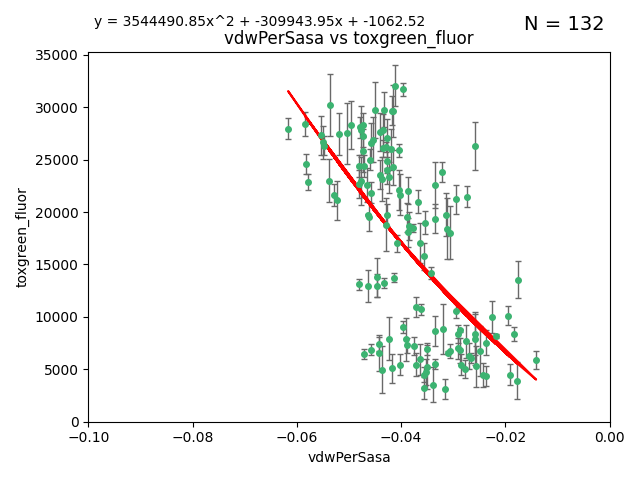 y = 3544490.85x^2 + -309943.95x + -1062.52
N = 132
vdwPerSasa vs toxgreen_fluor
35000
30000
25000
20000
15000
10000
5000
0
toxgreen_fluor
−0.10 −0.08 −0.06 −0.04 −0.02 0.00
vdwPerSasa